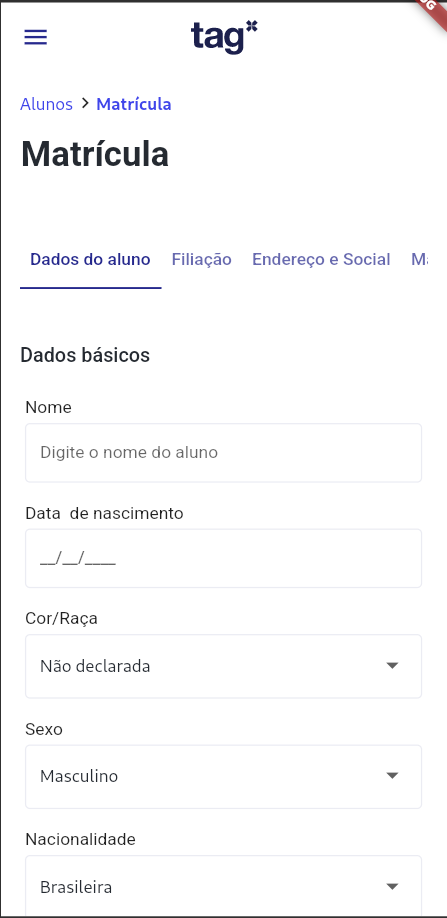 tag
Alunos > Matrícula
Matrícula
Dados do aluno Filiação Endereço e Social
Dados básicos
Nome
Digite o nome do aluno
Data  de nascimento
__/__/____
Cor/Raça
Não declarada
Sexo
Masculino
Nacionalidade
Brasileira